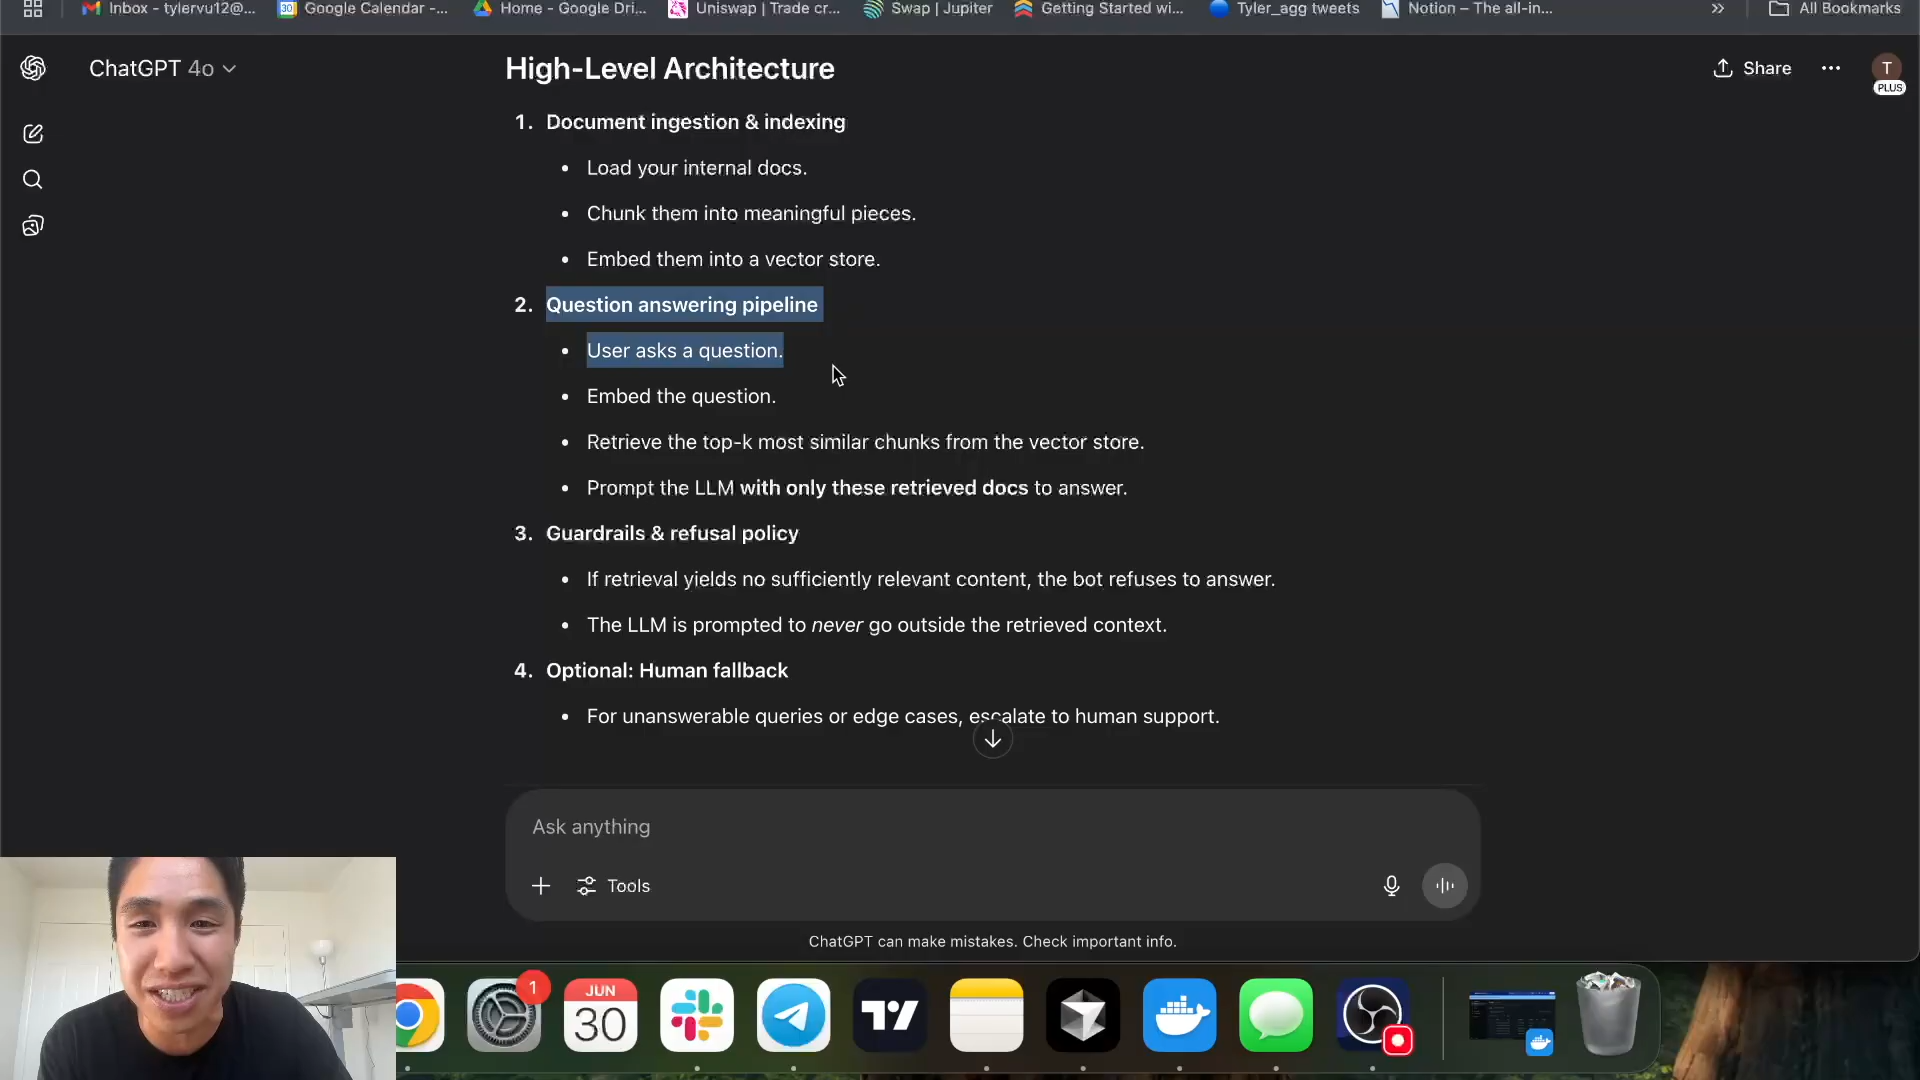 Inbox - tylervu12@...
Google Calendar -...
Home - Google Dri...
Uniswap | Trade cr...
Swap | Jupiter
Getting Started wi...
Tyler_agg tweets
Notion – The all-in...
»
All Bookmarks
ChatGPT 4o
High-Level Architecture
Share
T
PLUS
1. Document ingestion & indexing
• Load your internal docs.
• Chunk them into meaningful pieces.
• Embed them into a vector store.
2. Question answering pipeline
• User asks a question.
• Embed the question.
• Retrieve the top-k most similar chunks from the vector store.
• Prompt the LLM with only these retrieved docs to answer.
3. Guardrails & refusal policy
• If retrieval yields no sufficiently relevant content, the bot refuses to answer.
• The LLM is prompted to never go outside the retrieved context.
4. Optional: Human fallback
• For unanswerable queries or edge cases, escalate to human support.
Ask anything
Tools
ChatGPT can make mistakes. Check important info.
1
JUN
30